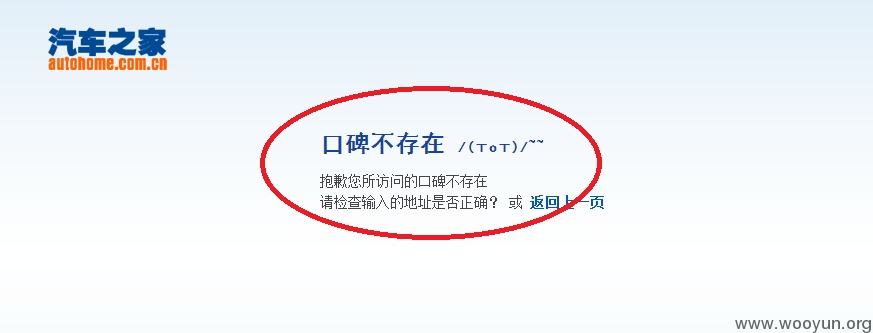 汽车之家
autohome.com.cn
口碑不存在 /(ㄒoㄒ)/~~
抱歉您所访问的口碑不存在
请检查输入的地址是否正确？ 或 返回上一页
www.wooyun.org